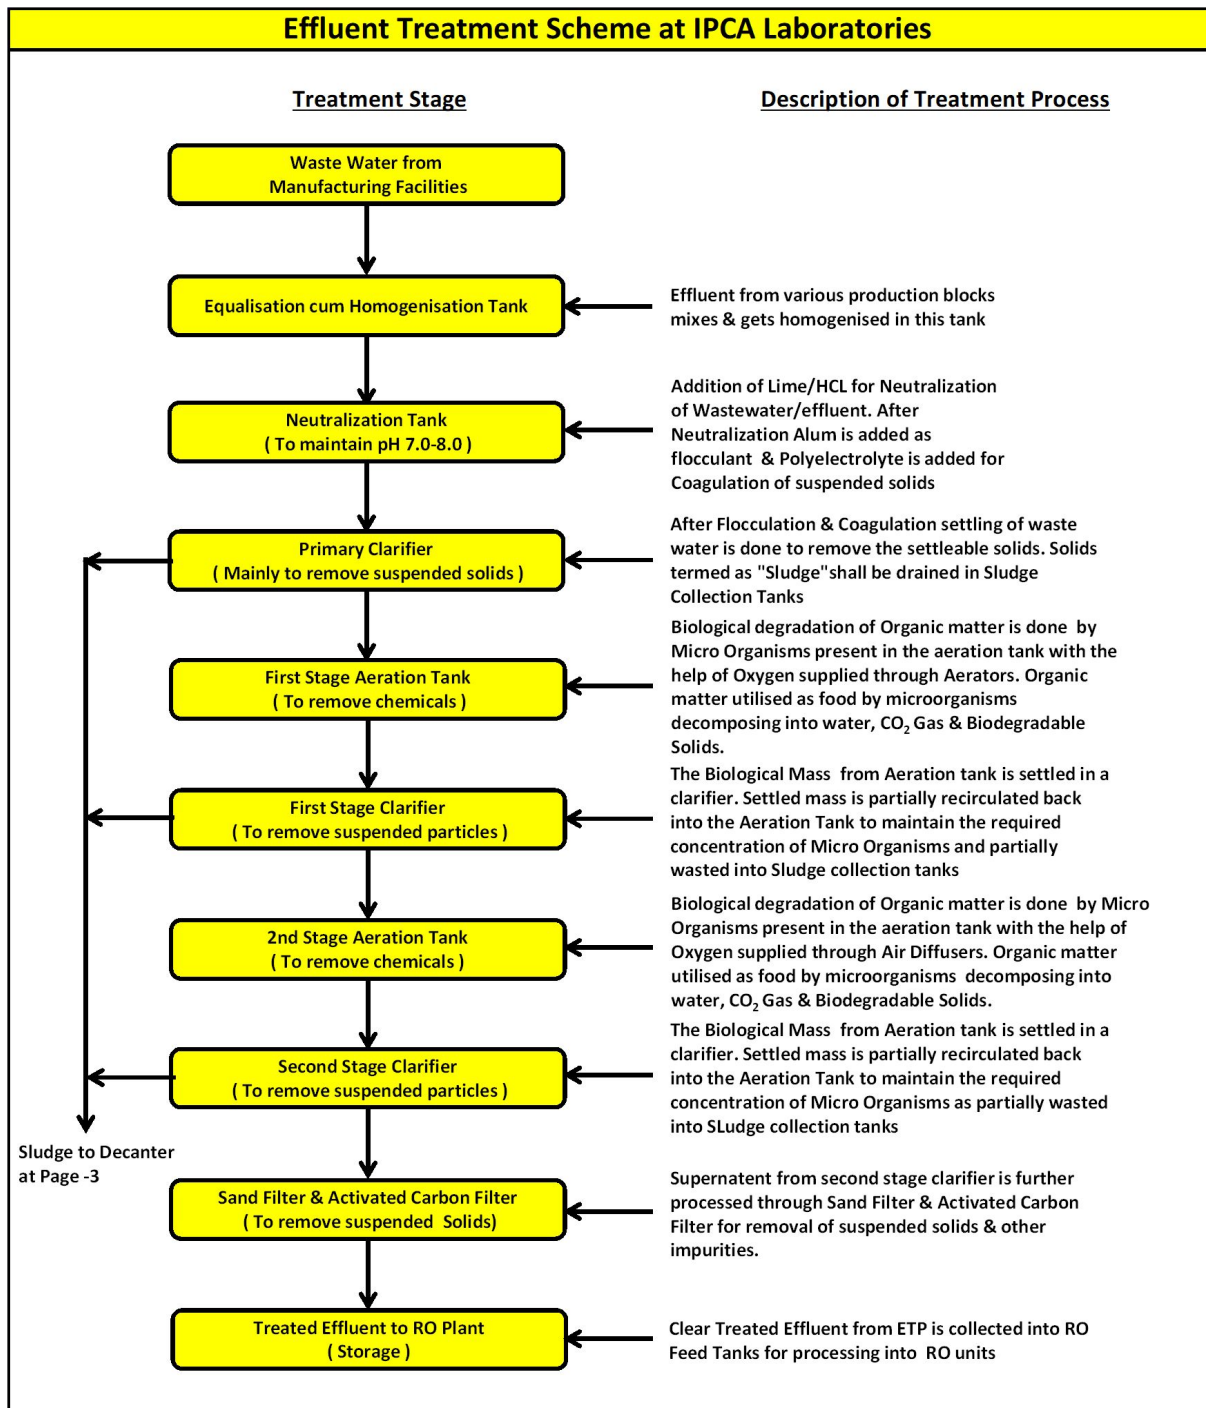 Effluent Treatment Scheme at IPCA Laboratories
Treatment Stage
Description of Treatment Process
Waste Water from
Manufacturing Facilities
Equalisation cum Homogenisation Tank
Effluent from various production blocks
mixes & gets homogenised in this tank
Neutralization Tank
( To maintain pH 7.0-8.0 )
Addition of Lime/HCL for Neutralization
of Wastewater/effluent. After
Neutralization Alum is added as
flocculant & Polyelectrolyte is added for
Coagulation of suspended solids
Primary Clarifier
( Mainly to remove suspended solids )
After Flocculation & Coagulation settling of waste
water is done to remove the settleable solids. Solids
termed as "Sludge"shall be drained in Sludge
Collection Tanks
First Stage Aeration Tank
( To remove chemicals )
Biological degradation of Organic matter is done by
Micro Organisms present in the aeration tank with the
help of Oxygen supplied through Aerators. Organic
matter utilised as food by microorganisms
decomposing into water, CO₂ Gas & Biodegradable
Solids.
First Stage Clarifier
( To remove suspended particles )
The Biological Mass from Aeration tank is settled in a
clarifier. Settled mass is partially recirculated back
into the Aeration Tank to maintain the required
concentration of Micro Organisms and partially
wasted into Sludge collection tanks
2nd Stage Aeration Tank
( To remove chemicals )
Biological degradation of Organic matter is done by Micro
Organisms present in the aeration tank with the help of
Oxygen supplied through Air Diffusers. Organic matter
utilised as food by microorganisms decomposing into
water, CO₂ Gas & Biodegradable Solids.
Second Stage Clarifier
( To remove suspended particles )
The Biological Mass from Aeration tank is settled in a
clarifier. Settled mass is partially recirculated back
into the Aeration Tank to maintain the required
concentration of Micro Organisms as partially wasted
into SLudge collection tanks
Sludge to Decanter
at Page -3
Sand Filter & Activated Carbon Filter
( To remove suspended Solids)
Supernatent from second stage clarifier is further
processed through Sand Filter & Activated Carbon
Filter for removal of suspended solids & other
impurities.
Treated Effluent to RO Plant
( Storage )
Clear Treated Effluent from ETP is collected into RO
Feed Tanks for processing into RO units